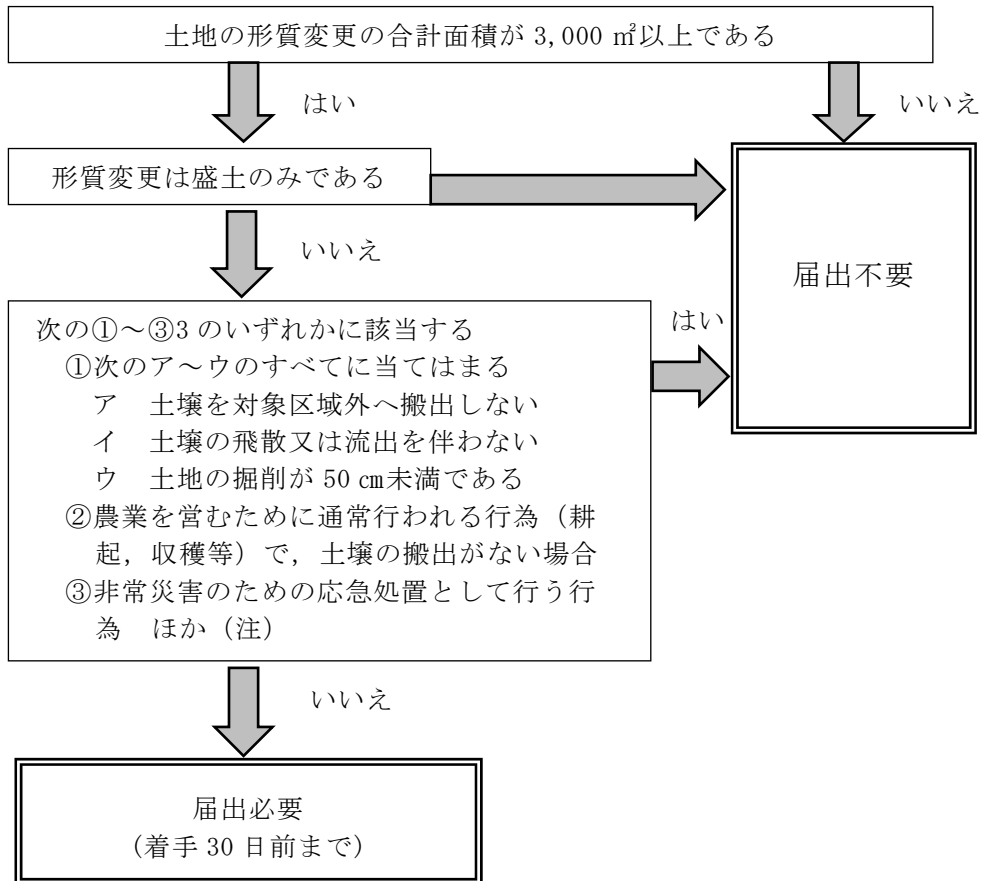 土地の形質変更の合計面積が 3,000 ㎡以上である
はい
いいえ
形質変更は盛土のみである
いいえ
届出不要
はい
次の①～③3 のいずれかに該当する
①次のア～ウのすべてに当てはまる
ア　土壌を対象区域外へ搬出しない
イ　土壌の飛散又は流出を伴わない
ウ　土地の掘削が 50 ㎝未満である
②農業を営むために通常行われる行為（耕
起，収穫等）で，土壌の搬出がない場合
③非常災害のための応急処置として行う行
為　ほか（注）
いいえ
届出必要
（着手 30 日前まで）